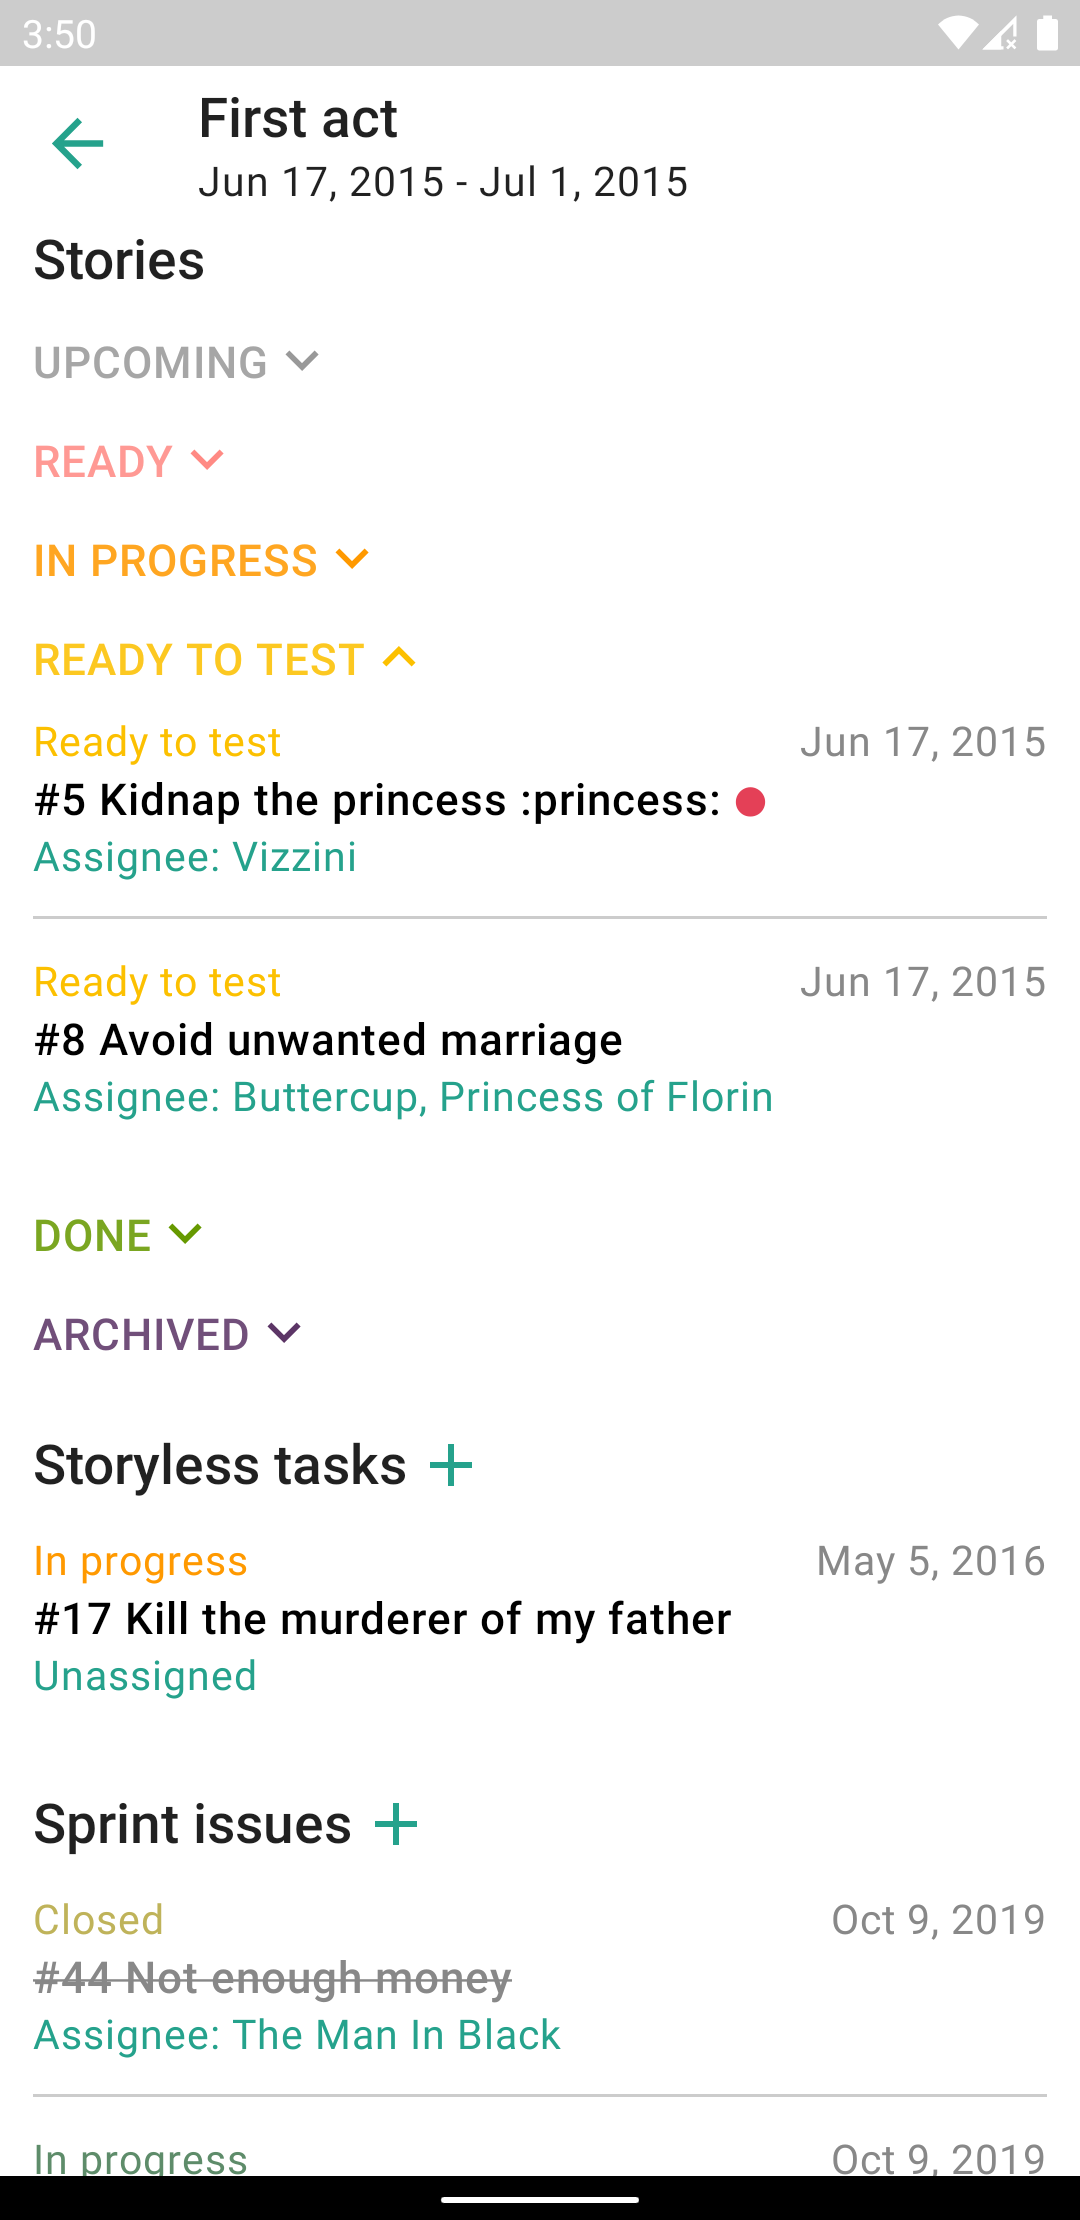 3:50
First act
Jun 17, 2015 - Jul 1, 2015
Stories
UPCOMING
READY
IN PROGRESS
READY TO TEST
Ready to test
Jun 17, 2015
#5 Kidnap the princess :princess:
Assignee: Vizzini
Ready to test
Jun 17, 2015
#8 Avoid unwanted marriage
Assignee: Buttercup, Princess of Florin
DONE
ARCHIVED
Storyless tasks
In progress
May 5, 2016
#17 Kill the murderer of my father
Unassigned
Sprint issues
Closed
Oct 9, 2019
#44 Not enough money
Assignee: The Man In Black
In progress
Oct 9, 2019